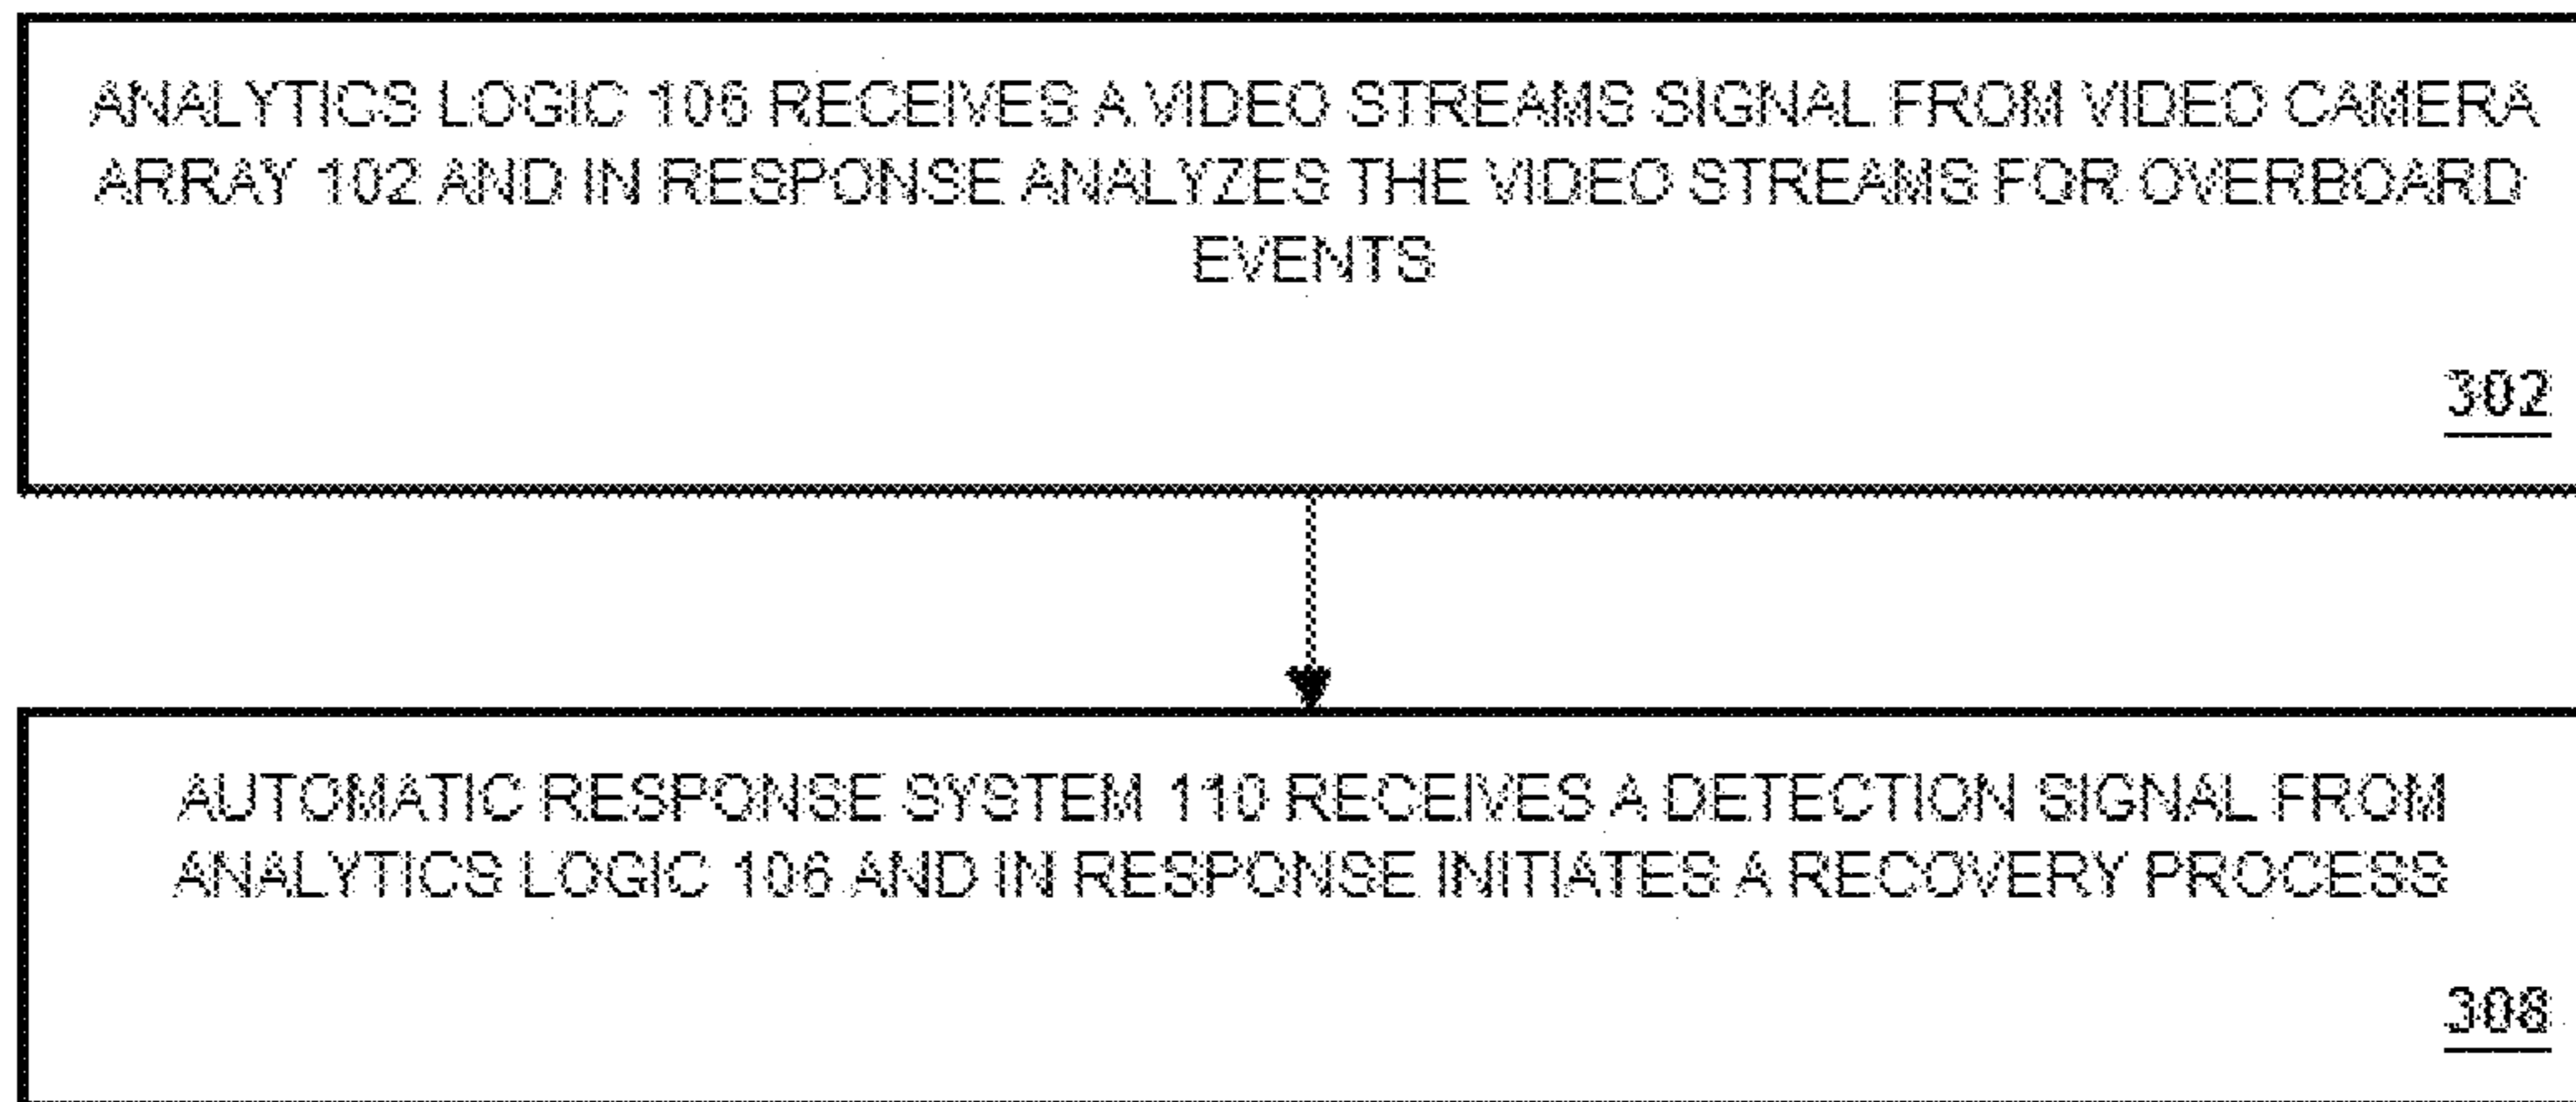 ANALYTICS LOGIC 106 RECEIVES A VIDEO STREAMS SIGNAL FROM VIDEO CAMERA
ARRAY 102 AND IN RESPONSE ANALYZES THE VIDEO STREAMS FOR OVERBOARD
EVENTS
302
AUTOMATIC RESPONSE SYSTEM 110 RECEIVES A DETECTION SIGNAL FROM
ANALYTICS LOGIC 106 AND IN RESPONSE INITIATES A RECOVERY PROCESS
308